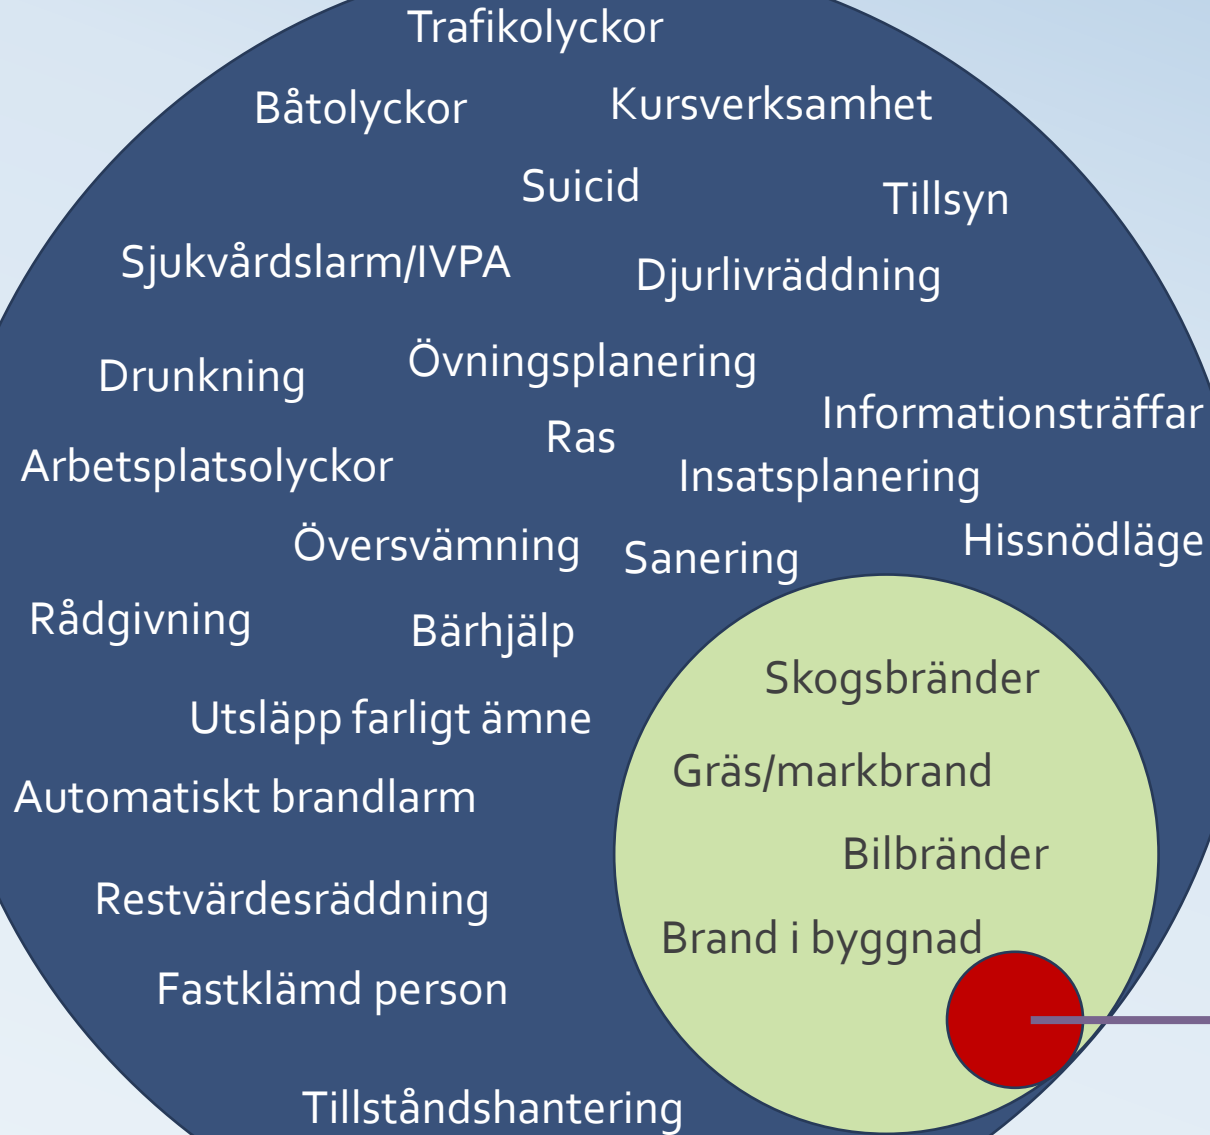 Trafikolyckor
Båtolyckor
Kursverksamhet
Suicid
Tillsyn
Sjukvårdslarm/IVPA
Djurlivräddning
Övningsplanering
Drunkning
Informationsträffar
Ras
Arbetsplatsolyckor
Insatsplanering
Hissnödläge
Översvämning
Sanering
Rådgivning
Bärhjälp
Skogsbränder
Utsläpp farligt ämne
Gräs/markbrand
Automatiskt brandlarm
Bilbränder
Restvärdesräddning
Brand i byggnad
Fastklämd person
Tillståndshantering